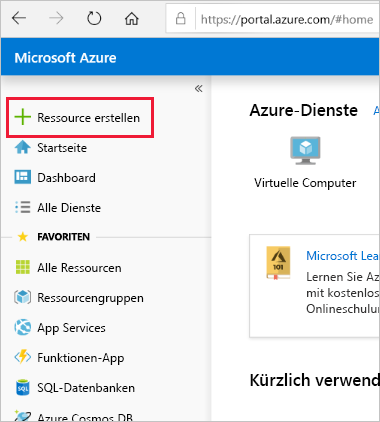 https://portal.azure.com/#home
Microsoft Azure
«
+ Ressource erstellen
Startseite
Dashboard
Alle Dienste
FAVORITEN
Alle Ressourcen
Ressourcengruppen
App Services
Funktionen-App
SQL-Datenbanken
Azure Cosmos DB
Azure-Dienste
Virtuelle Computer
101
Microsoft Lea
Lernen Sie Az
mit kostenlos
Onlineschulun
Kürzlich verwend